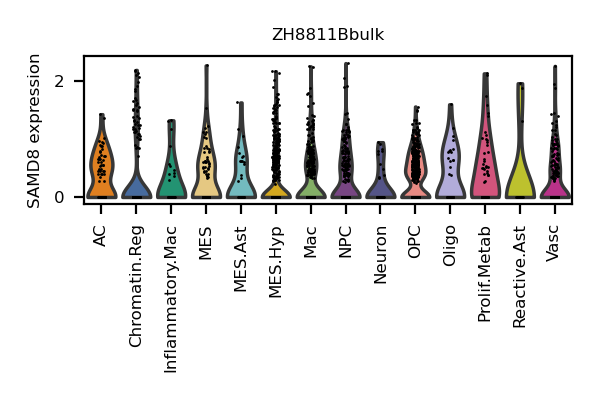 ZH8811Bbulk
SAMD8 expression
2
0
AC
Chromatin.Reg
Inflammatory.Mac
MES
MES.Ast
MES.Hyp
Mac
NPC
Neuron
OPC
Oligo
Prolif.Metab
Reactive.Ast
Vasc